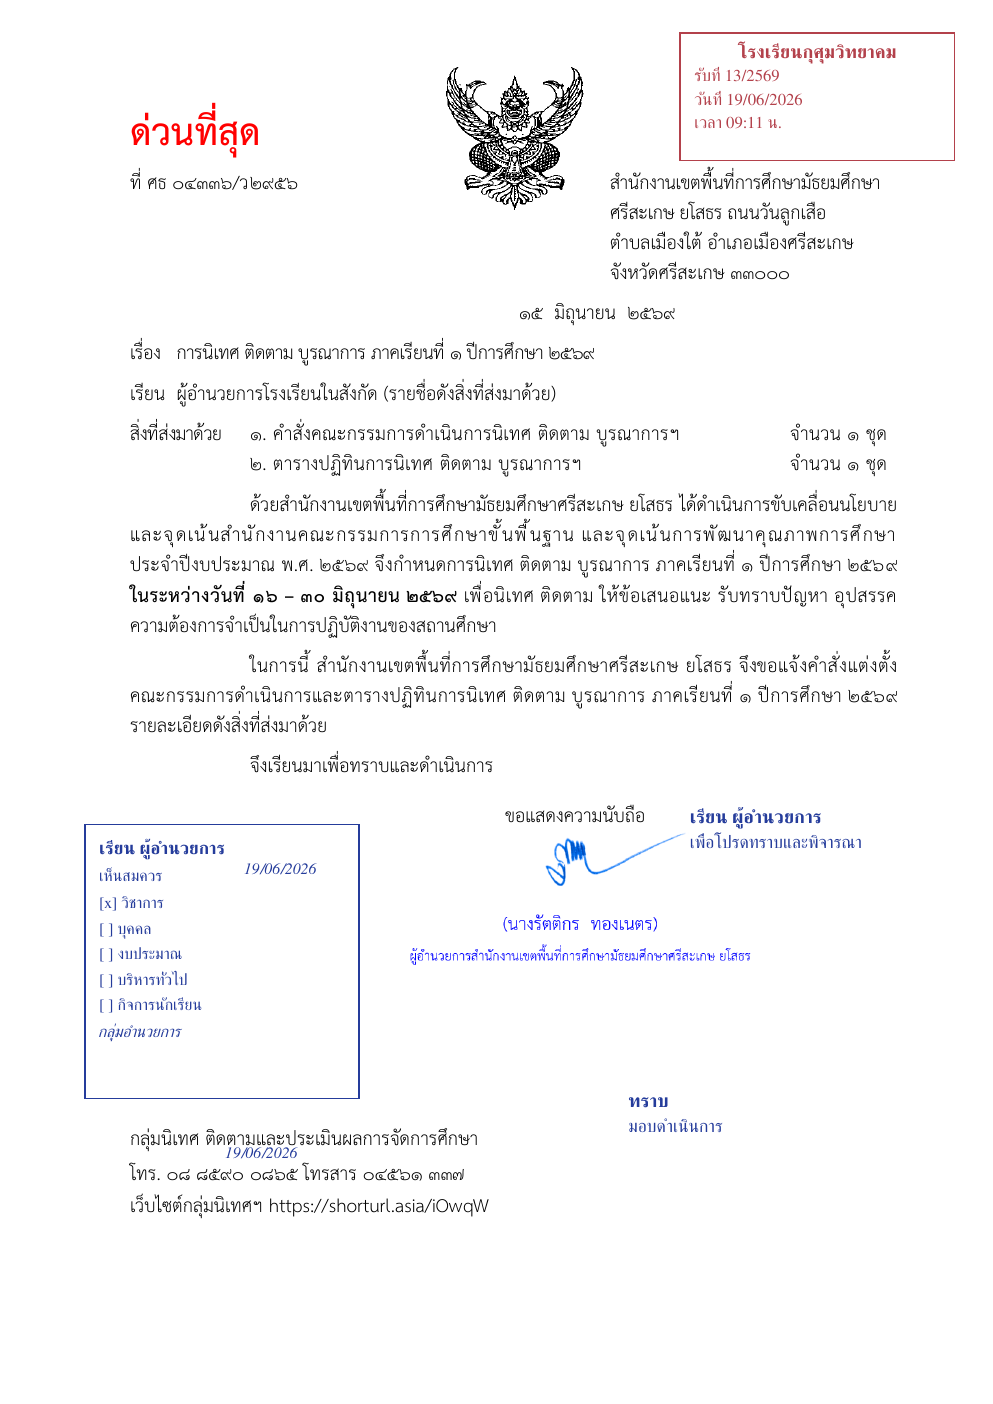 โรงเรียนกุสุมวิทยาคม
รับที่ 13/2569
วันที่ 19/06/2026
เวลา 09:11 น.
ด่วนที่สุด
ที่ ศธ ๐๔๓๓๖/ว๒๙๕๖
สำนักงานเขตพื้นที่การศึกษามัธยมศึกษา
ศรีสะเกษ ยโสธร ถนนวันลูกเสือ
ตำบลเมืองใต้ อำเภอเมืองศรีสะเกษ
จังหวัดศรีสะเกษ ๓๓๐๐๐
๑๕ มิถุนายน ๒๕๖๙
เรื่อง การนิเทศ ติดตาม บูรณาการ ภาคเรียนที่ ๑ ปีการศึกษา ๒๕๖๙
เรียน ผู้อำนวยการโรงเรียนในสังกัด (รายชื่อดังสิ่งที่ส่งมาด้วย)
สิ่งที่ส่งมาด้วย ๑. คำสั่งคณะกรรมการดำเนินการนิเทศ ติดตาม บูรณาการฯ จำนวน ๑ ชุด
๒. ตารางปฏิทินการนิเทศ ติดตาม บูรณาการฯ จำนวน ๑ ชุด
ด้วยสำนักงานเขตพื้นที่การศึกษามัธยมศึกษาศรีสะเกษ ยโสธร ได้ดำเนินการขับเคลื่อนนโยบาย
และจุดเน้นสำนักงานคณะกรรมการการศึกษาขั้นพื้นฐาน และจุดเน้นการพัฒนาคุณภาพการศึกษา
ประจำปีงบประมาณ พ.ศ. ๒๕๖๙ จึงกำหนดการนิเทศ ติดตาม บูรณาการ ภาคเรียนที่ ๑ ปีการศึกษา ๒๕๖๙
ในระหว่างวันที่ ๑๖ – ๓๐ มิถุนายน ๒๕๖๙ เพื่อนิเทศ ติดตาม ให้ข้อเสนอแนะ รับทราบปัญหา อุปสรรค
ความต้องการจำเป็นในการปฏิบัติงานของสถานศึกษา
ในการนี้ สำนักงานเขตพื้นที่การศึกษามัธยมศึกษาศรีสะเกษ ยโสธร จึงขอแจ้งคำสั่งแต่งตั้ง
คณะกรรมการดำเนินการและตารางปฏิทินการนิเทศ ติดตาม บูรณาการ ภาคเรียนที่ ๑ ปีการศึกษา ๒๕๖๙
รายละเอียดดังสิ่งที่ส่งมาด้วย
จึงเรียนมาเพื่อทราบและดำเนินการ
ขอแสดงความนับถือ
เรียน ผู้อำนวยการ
เพื่อโปรดทราบและพิจารณา
(นางรัตติกร ทองเนตร)
ผู้อำนวยการสำนักงานเขตพื้นที่การศึกษามัธยมศึกษาศรีสะเกษ ยโสธร
เรียน ผู้อำนวยการ
19/06/2026
เห็นสมควร
[x] วิชาการ
[ ] บุคคล
[ ] งบประมาณ
[ ] บริหารทั่วไป
[ ] กิจการนักเรียน
กลุ่มอำนวยการ
ทราบ
มอบดำเนินการ
กลุ่มนิเทศ ติดตามและประเมินผลการจัดการศึกษา
19/06/2026
โทร. ๐๘ ๘๕๙๐ ๐๘๖๕ โทรสาร ๐๔๕๖๑ ๓๓๗
เว็บไซต์กลุ่มนิเทศฯ https://shorturl.asia/iOwqW